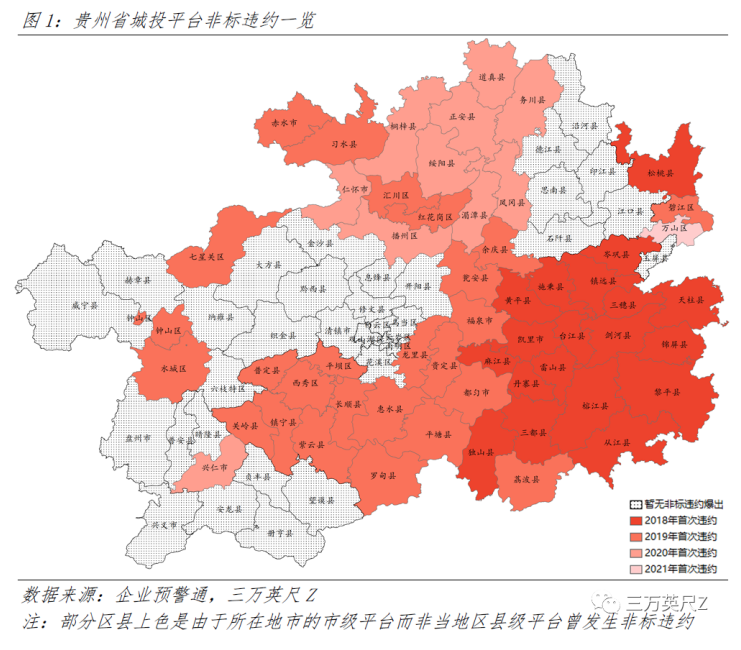 图 1：贵州省城投平台非标违约一览
道真县
务川县
沿河县
正安县
桐梓县
赤水市
习水县
德江县
绥阳县
印江县
松桃县
思南县
仁怀市
汇川区
凤冈县
红花岗区
湄潭县
江口县
碧江区
万山区
播州区
金沙县
石阡县
余庆县
岑巩县
玉屏县
七星关区
大方县
息烽县
开阳县
瓮安县
镇远县
施秉县
赫章县
黔西县
黄平县
三穗县
天柱县
威宁县
修文县
钟山区
纳雍县
福泉市
钟山区
织金县
清镇市
白云区
乌当区
凯里市
台江县
剑河县
锦屏县
花溪区
龙里县
麻江县
水城区
普定县
平坝区
贵定县
雷山县
六枝特区
西秀区
丹寨县
都匀市
黎平县
长顺县
惠水县
榕江县
关岭县
镇宁县
三都县
盘州市
普安县
晴隆县
平塘县
紫云县
从江县
独山县
兴仁市
贞丰县
罗甸县
荔波县
望谟县
安龙县
兴义市
册亨县
暂无非标违约爆出
2018年首次违约
2019年首次违约
2020年首次违约
2021年首次违约
数据来源：企业预警通，三万英尺 Z
三万英尺Z
注：部分区县上色是由于所在地市的市级平台而非当地区县级平台曾发生非标违约